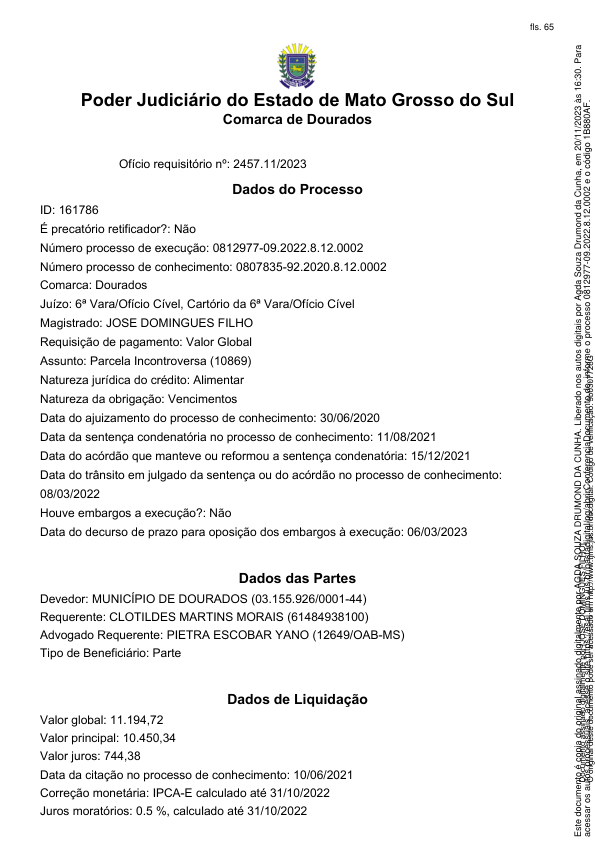 fls. 65
Poder Judiciário do Estado de Mato Grosso do Sul
Comarca de Dourados
Ofício requisitório nº: 2457.11/2023
Dados do Processo
ID: 161786
É precatório retificador?: Não
Número processo de execução: 0812977-09.2022.8.12.0002
Número processo de conhecimento: 0807835-92.2020.8.12.0002
Comarca: Dourados
Juízo: 6ª Vara/Ofício Cível, Cartório da 6ª Vara/Ofício Cível
Magistrado: JOSE DOMINGUES FILHO
Requisição de pagamento: Valor Global
Assunto: Parcela Incontroversa (10869)
Natureza jurídica do crédito: Alimentar
Natureza da obrigação: Vencimentos
Data do ajuizamento do processo de conhecimento: 30/06/2020
Data da sentença condenatória no processo de conhecimento: 11/08/2021
Data do acórdão que manteve ou reformou a sentença condenatória: 15/12/2021
Data do trânsito em julgado da sentença ou do acórdão no processo de conhecimento:
08/03/2022
Houve embargos a execução?: Não
Data do decurso de prazo para oposição dos embargos à execução: 06/03/2023
Dados das Partes
Devedor: MUNICÍPIO DE DOURADOS (03.155.926/0001-44)
Requerente: CLOTILDES MARTINS MORAIS (61484938100)
Advogado Requerente: PIETRA ESCOBAR YANO (12649/OAB-MS)
Tipo de Beneficiário: Parte
Dados de Liquidação
Valor global: 11.194,72
Valor principal: 10.450,34
Valor juros: 744,38
Data da citação no processo de conhecimento: 10/06/2021
Correção monetária: IPCA-E calculado até 31/10/2022
Juros moratórios: 0.5 %, calculado até 31/10/2022
Este documento é copia do original assinado digitalmente por AGDA SOUZA DRUMOND DA CUNHA. Liberado nos autos digitais por Agda Souza Drumond da Cunha, em 20/11/2023 às 16:30. Para
acessar os autos o processo 0812977-09.2022.8.12.0002 e o código 1B880AF.